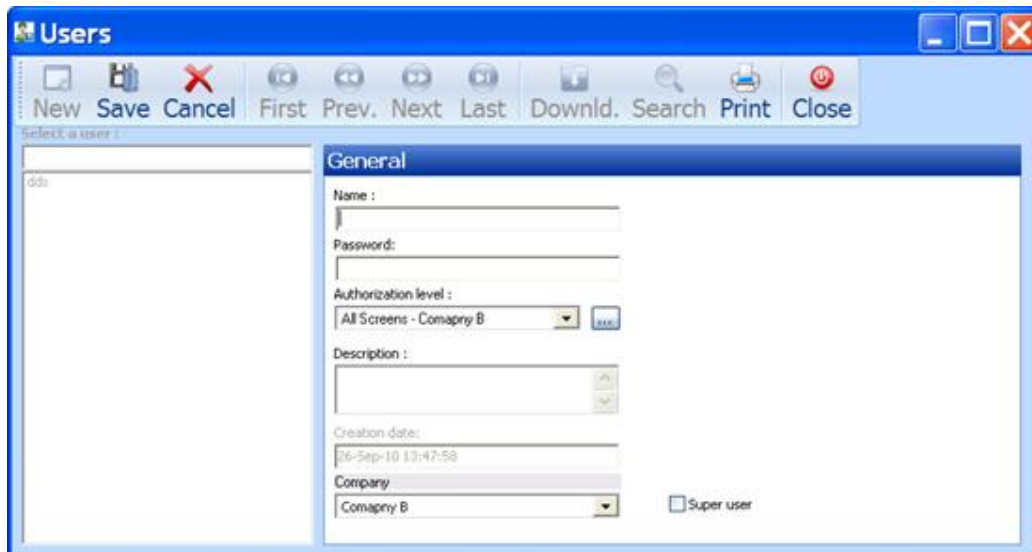 Users
New Save Cancel First Prev. Next Last Downld. Search Print Close
Select a user :
dds
General
Name :
Password:
Authorization level :
All Screens - Comapny B
...
Description :
Creation date:
26-Sep-10 13:47:58
Company
Comapny B
Super user